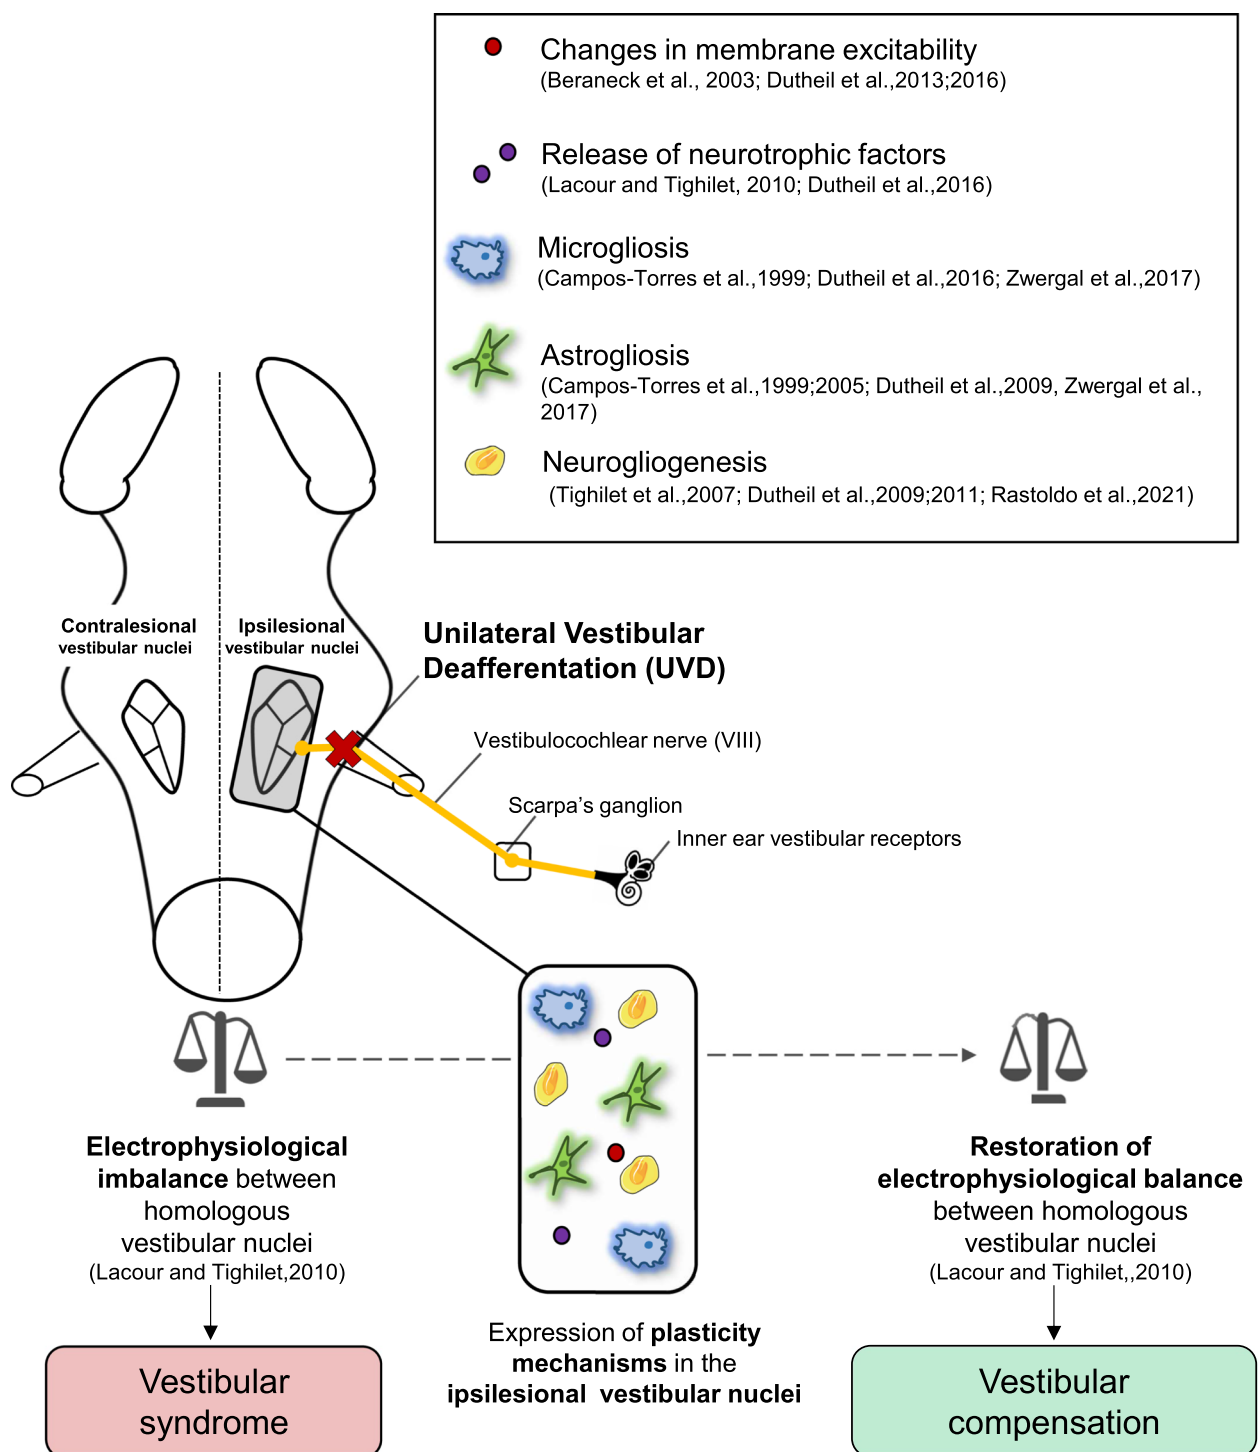 Changes in membrane excitability
(Beraneck et al., 2003; Dutheil et al.,2013;2016)
Release of neurotrophic factors
(Lacour and Tighilet, 2010; Dutheil et al.,2016)
Microgliosis
(Campos-Torres et al.,1999; Dutheil et al.,2016; Zwergal et al.,2017)
Astrogliosis
(Campos-Torres et al.,1999;2005; Dutheil et al.,2009, Zwergal et al.,
2017)
Neurogliogenesis
(Tighilet et al.,2007; Dutheil et al.,2009;2011; Rastoldo et al.,2021)
Contralesional
vestibular nuclei
Ipsilesional
vestibular nuclei
Unilateral Vestibular
Deafferentation (UVD)
Vestibulocochlear nerve (VIII)
Scarpa's ganglion
Inner ear vestibular receptors
Electrophysiological
imbalance between
homologous
vestibular nuclei
(Lacour and Tighilet,2010)
Vestibular
syndrome
Expression of plasticity
mechanisms in the
ipsilesional vestibular nuclei
Restoration of
electrophysiological balance
between homologous
vestibular nuclei
(Lacour and Tighilet,,2010)
Vestibular
compensation